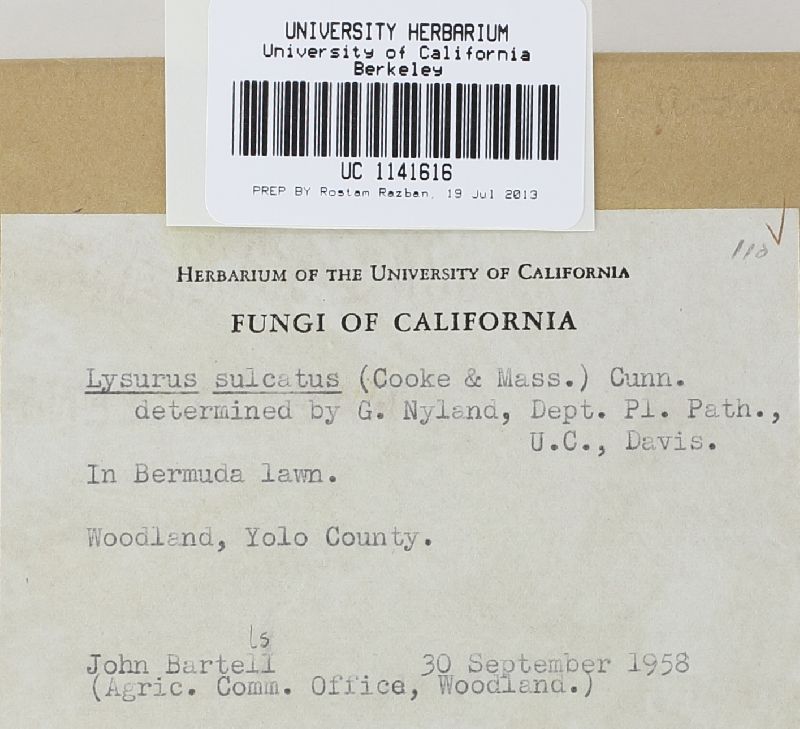 UNIVERSITY HERBARIUM
University of California
Berkeley
UC 1141616
PREP BY Rostam Razban, 19 Jul 2013
110
HERBARIUM OF THE UNIVERSITY OF CALIFORNIA
FUNGI OF CALIFORNIA
Lysurus sulcatus (Cooke & Mass.) Cunn.
determined by G. Nyland, Dept. Pl. Path.,
U.C., Davis.
In Bermuda lawn.
Woodland, Yolo County.
ls
John Bartell 30 September 1958
(Agric. Comm. Office, Woodland.)